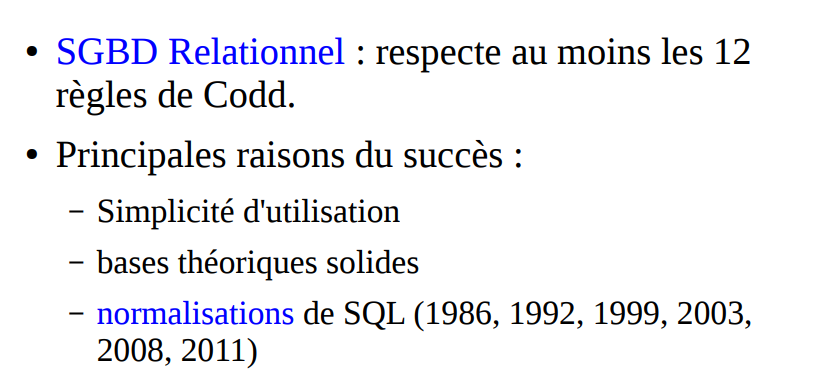 • SGBD Relationnel : respecte au moins les 12
règles de Codd.
• Principales raisons du succès :
– Simplicité d'utilisation
– bases théoriques solides
– normalisations de SQL (1986, 1992, 1999, 2003,
2008, 2011)